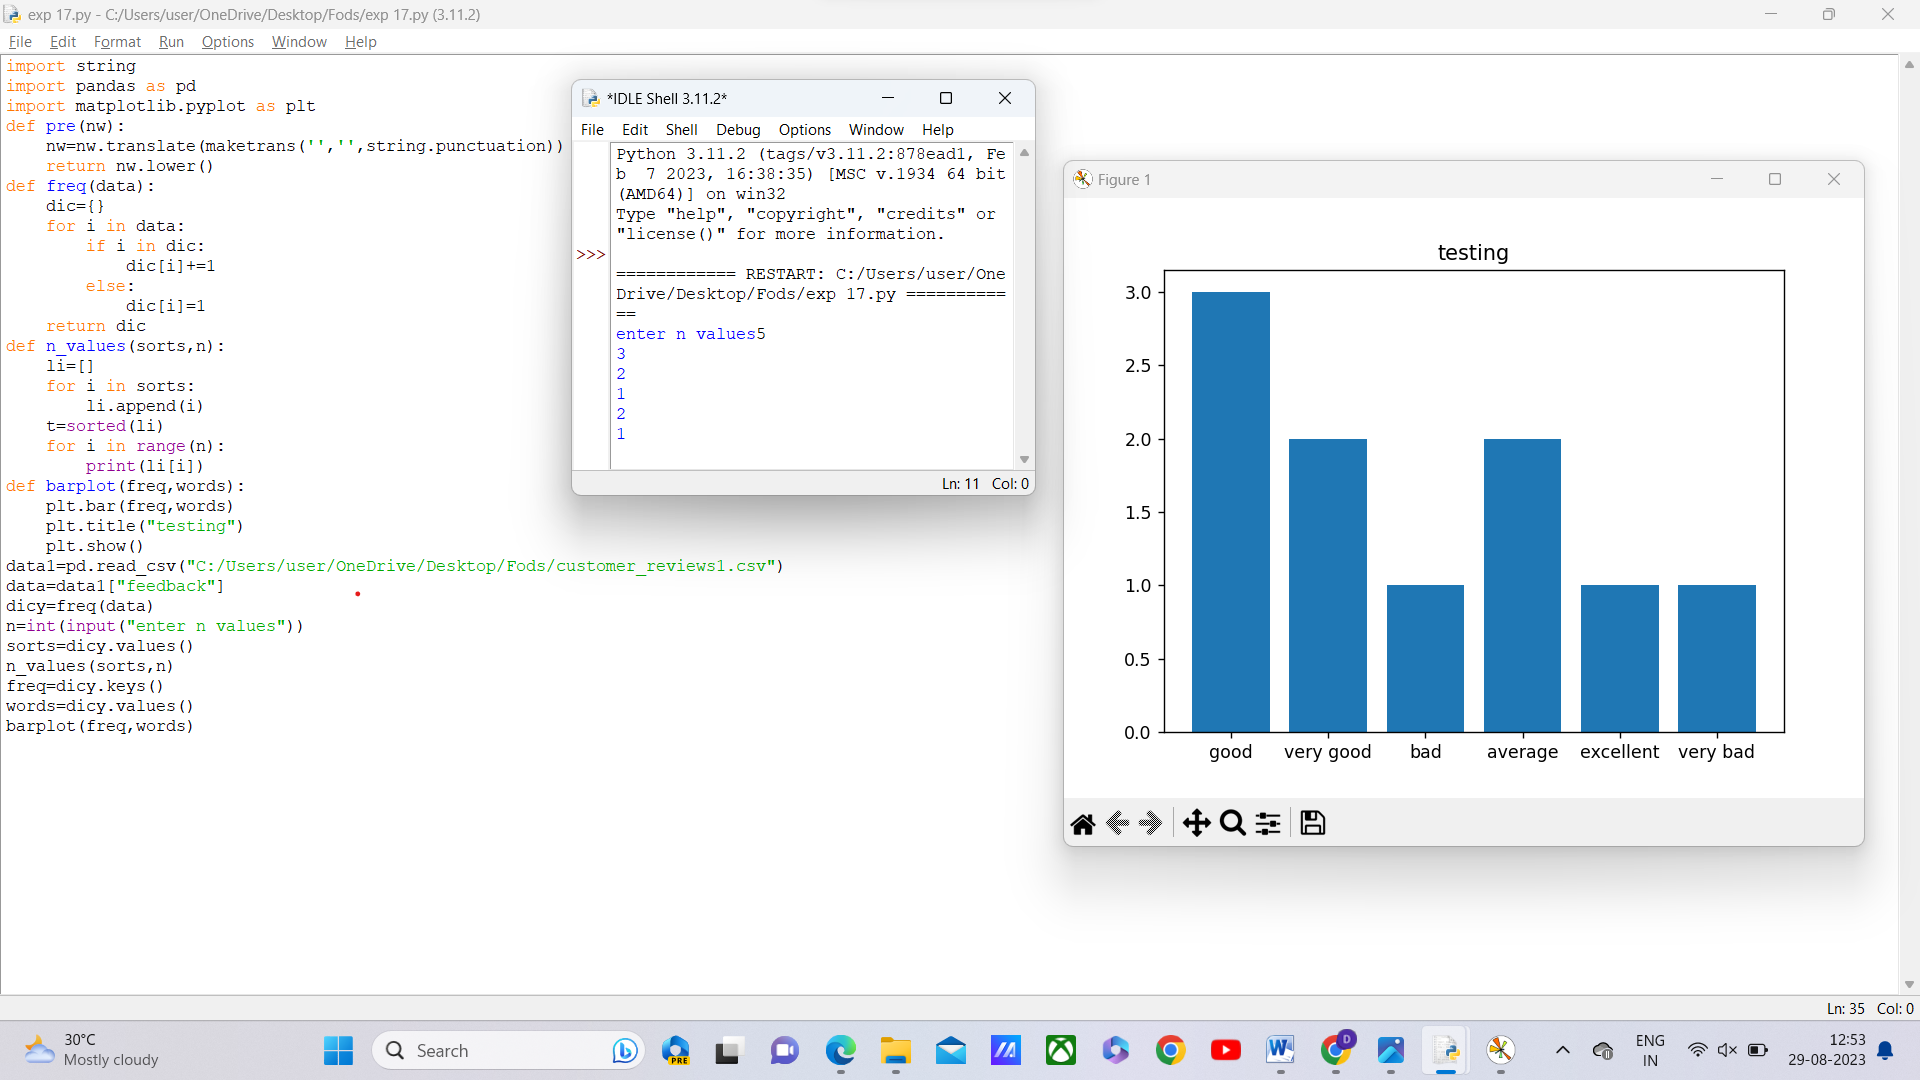 exp 17.py - C:/Users/user/OneDrive/Desktop/Fods/exp 17.py (3.11.2)
File Edit Format Run Options Window Help
import string
import pandas as pd
import matplotlib.pyplot as plt
def pre(nw):
    nw=nw.translate(maketrans('','',string.punctuation))
    return nw.lower()
def freq(data):
    dic={}
    for i in data:
        if i in dic:
            dic[i]+=1
        else:
            dic[i]=1
    return dic
def n_values(sorts,n):
    li=[]
    for i in sorts:
        li.append(i)
    t=sorted(li)
    for i in range(n):
        print(li[i])
def barplot(freq,words):
    plt.bar(freq,words)
    plt.title("testing")
    plt.show()
data1=pd.read_csv("C:/Users/user/OneDrive/Desktop/Fods/customer_reviews1.csv")
data=data1["feedback"]
dicy=freq(data)
n=int(input("enter n values"))
sorts=dicy.values()
n_values(sorts,n)
freq=dicy.keys()
words=dicy.values()
barplot(freq,words)
*IDLE Shell 3.11.2*
File Edit Shell Debug Options Window Help
Python 3.11.2 (tags/v3.11.2:878ead1, Fe
b  7 2023, 16:38:35) [MSC v.1934 64 bit
(AMD64)] on win32
Type "help", "copyright", "credits" or
"license()" for more information.
>>>
============ RESTART: C:/Users/user/One
Drive/Desktop/Fods/exp 17.py ==========
==
enter n values5
3
2
1
2
1
Ln: 11 Col: 0
Figure 1
testing
3.0
2.5
2.0
1.5
1.0
0.5
0.0
good very good bad average excellent very bad
Ln: 35 Col: 0
30°C
Mostly cloudy
Search
PRE
D
ENG
IN
12:53
29-08-2023